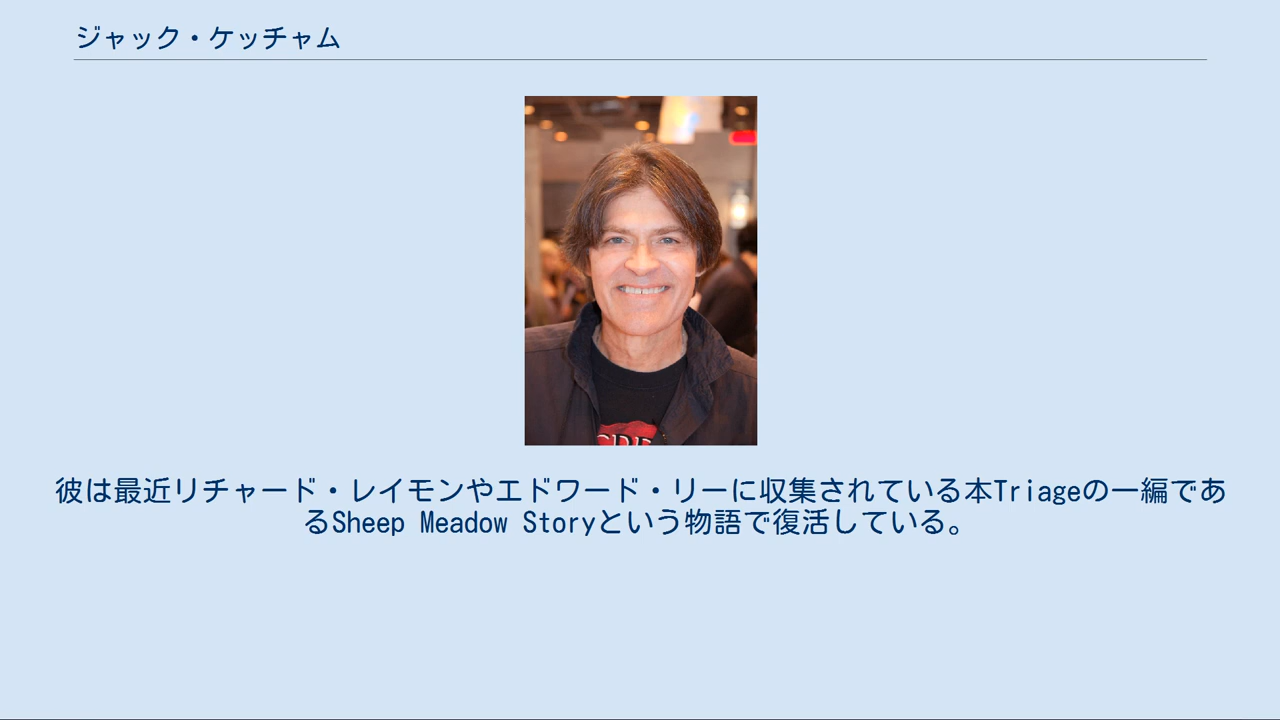 ジャック・ケッチャム
彼は最近リチャード・レイモンやエドワード・リーに収集されている本Triageの一編であ
るSheep Meadow Storyという物語で復活している。